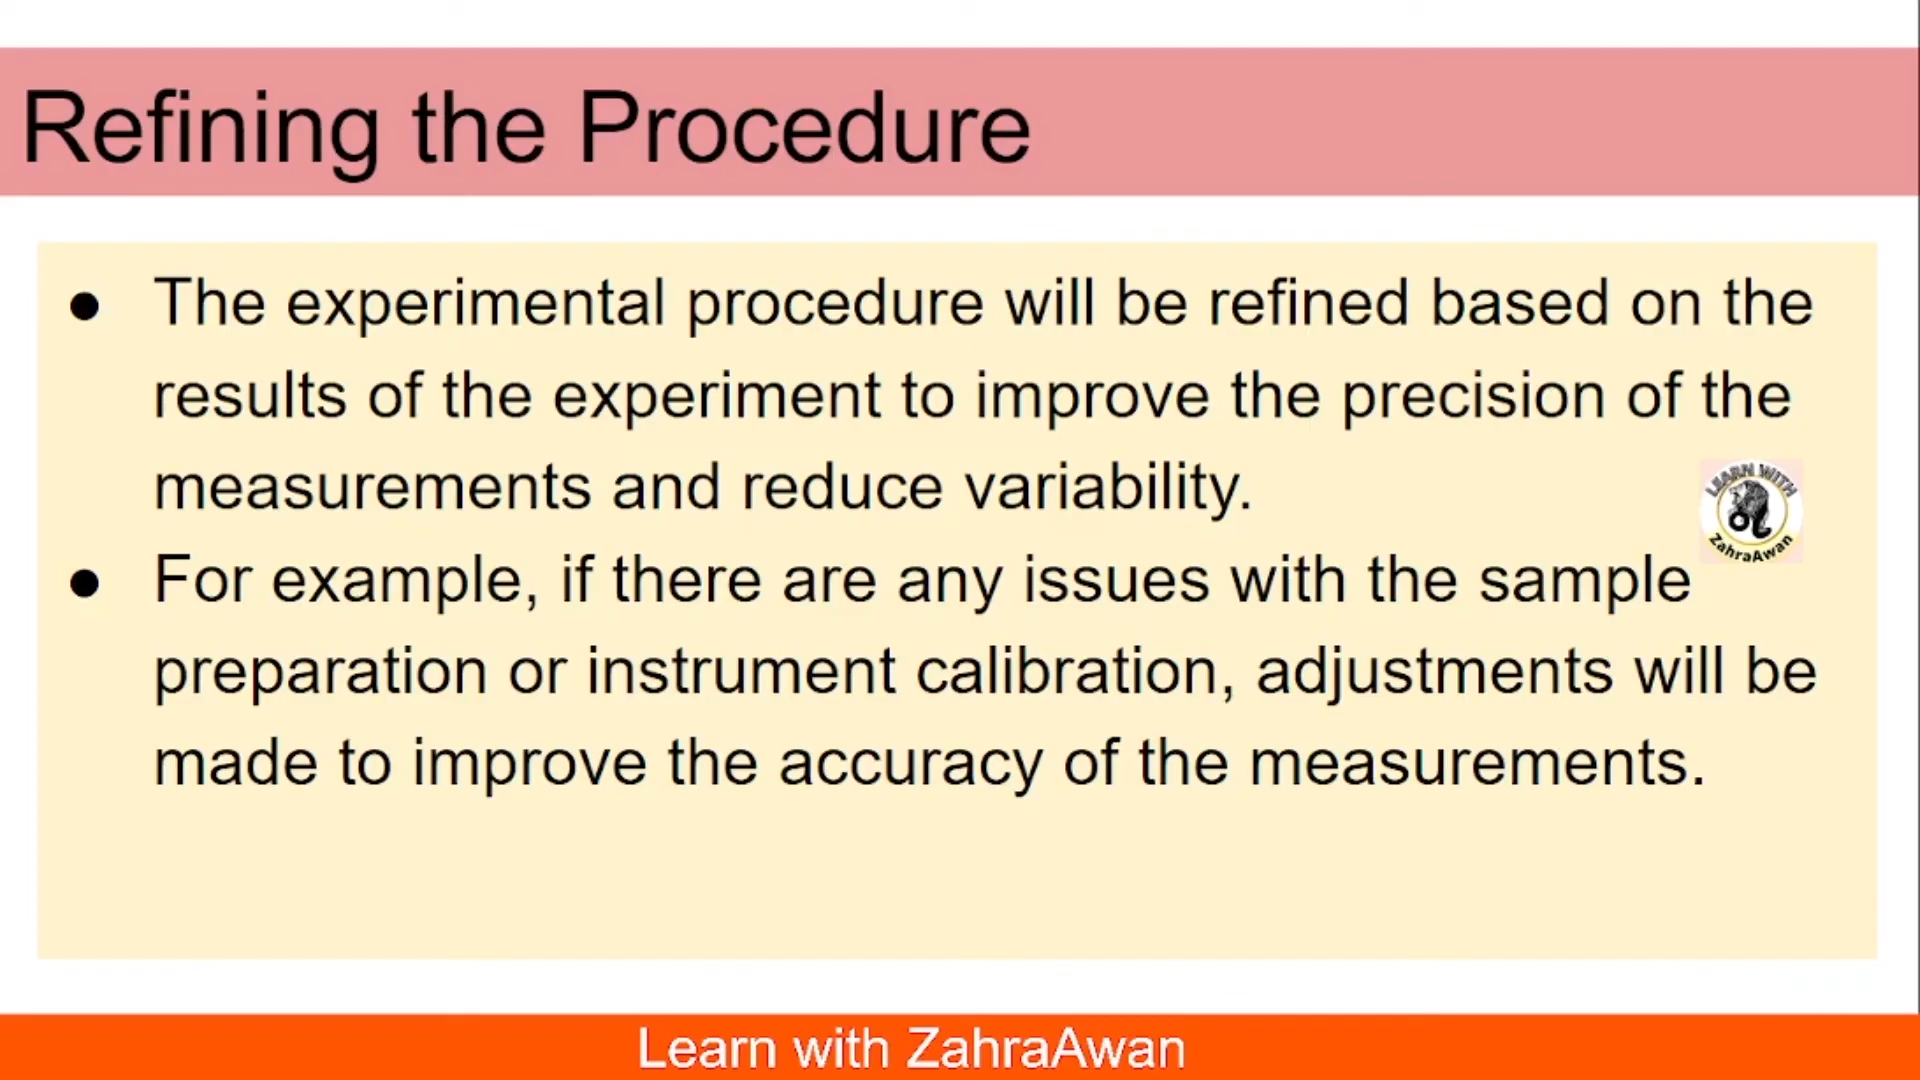 Refining the Procedure
● The experimental procedure will be refined based on the
results of the experiment to improve the precision of the
measurements and reduce variability.
LEARN WITH
ZahraAwan
● For example, if there are any issues with the sample
preparation or instrument calibration, adjustments will be
made to improve the accuracy of the measurements.
Learn with ZahraAwan